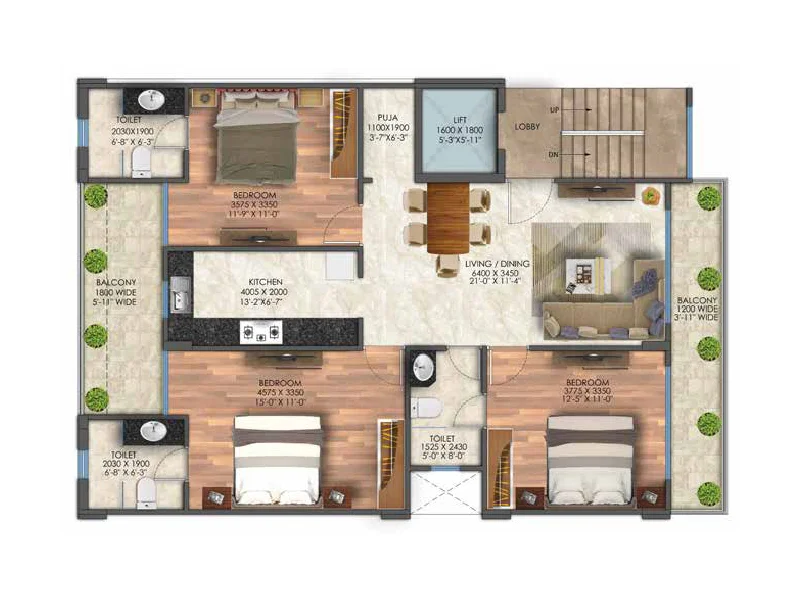 TOILET
2030X1900
6'-8" X 6'-3"
PUJA
1100X1900
3'-7"X6'-3"
LIFT
1600 X 1800
5'-3"X5'-11"
LOBBY
UP
DN
BEDROOM
3575 X 3350
11'-9" X 11'-0"
LIVING / DINING
6400 X 3450
21'-0" X 11'-4"
KITCHEN
4005 X 2000
13'-2"X6'-7"
BALCONY
1800 WIDE
5'-11" WIDE
BALCONY
1200 WIDE
3'-11" WIDE
BEDROOM
4575 X 3350
15'-0" X 11'-0"
BEDROOM
3775 X 3350
12'-5" X 11'-0"
TOILET
1525 X 2430
5'-0" X 8'-0"
TOILET
2030 X 1900
6'-8" X 6'-3"